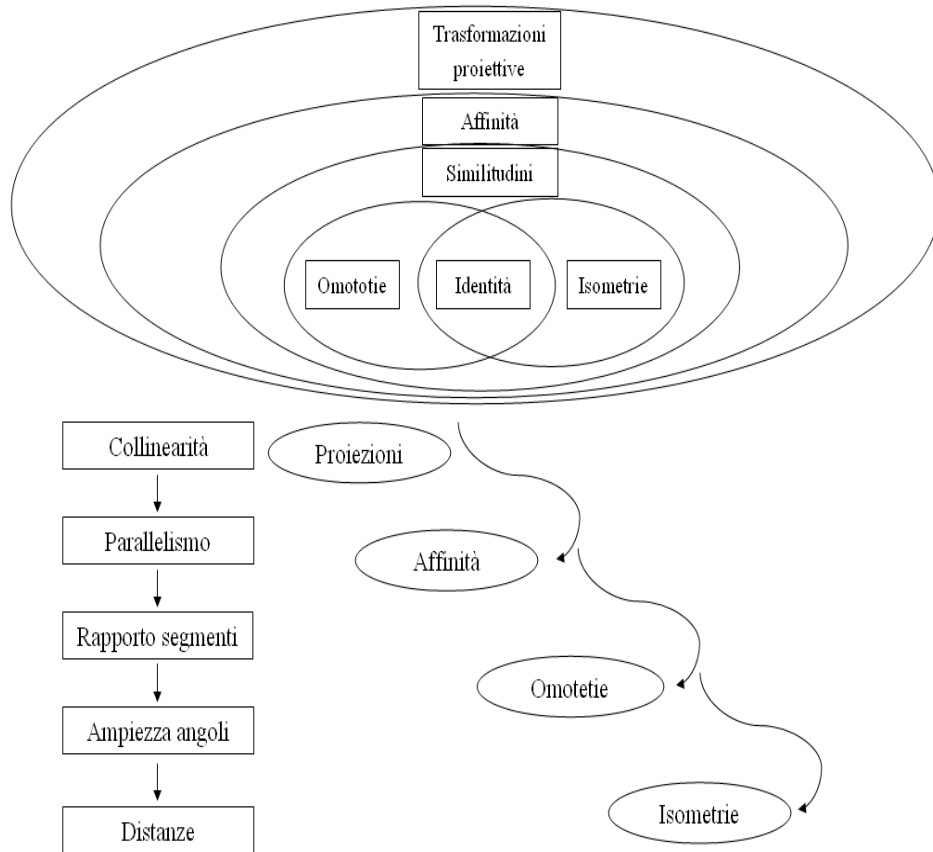 Trasformazioni
proiettive
Affinità
Similitudini
Omototie
Identità
Isometrie
Collinearità
Proiezioni
Parallelismo
Affinità
Rapporto segmenti
Omotetie
Ampiezza angoli
Isometrie
Distanze